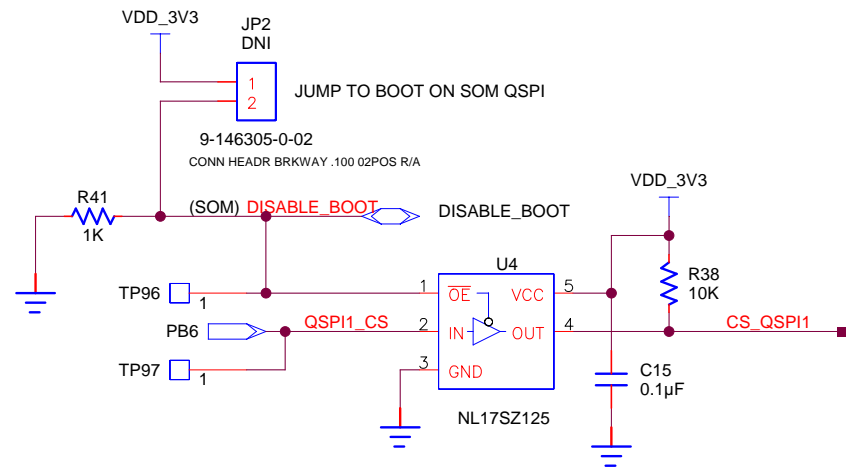 VDD_3V3
JP2
DNI
1
2
JUMP TO BOOT ON SOM QSPI
9-146305-0-02
CONN HEADR BRKWAY .100 02POS R/A
R41
1K
(SOM) DISABLE_BOOT
DISABLE_BOOT
VDD_3V3
R38
10K
U4
TP96
1
1
OE
VCC
5
PB6
QSPI1_CS
2
IN
OUT
4
CS_QSPI1
TP97
1
3
GND
C15
0.1µF
NL17SZ125